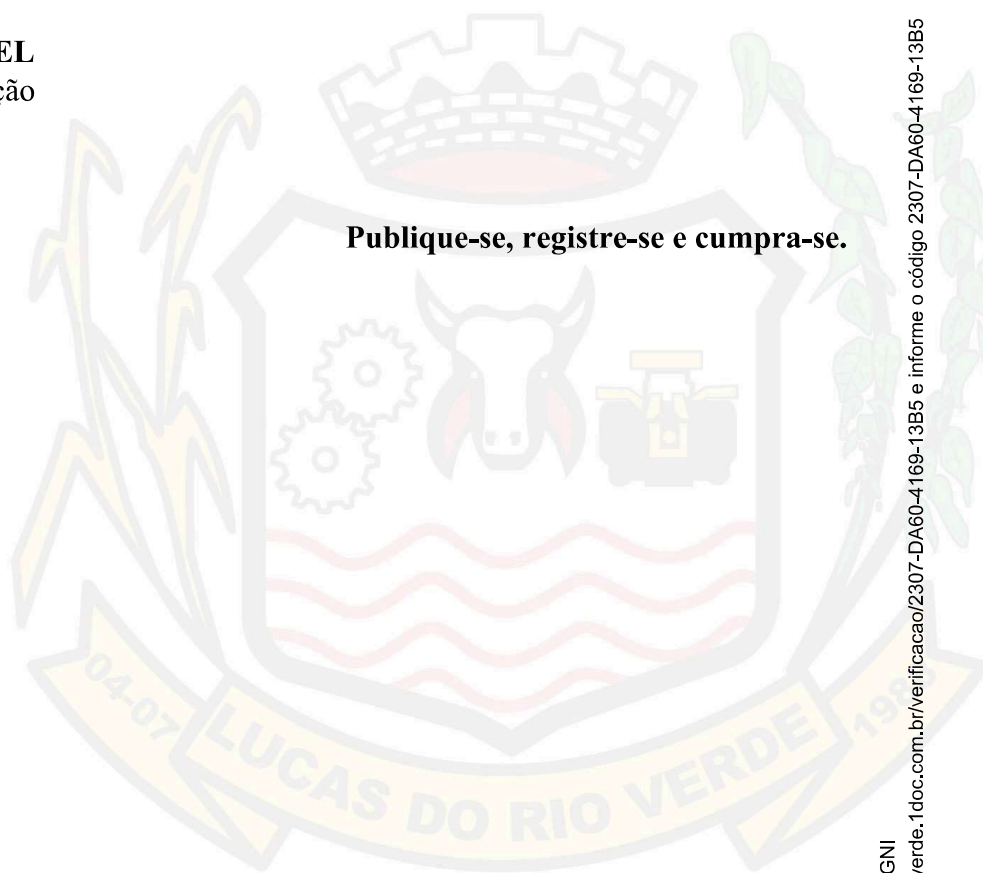 EL
ção
Publique-se, registre-se e cumpra-se.
04-07
LUCAS DO RIO VERDE
198
GNI
verde.1doc.com.br/verificacao/2307-DA60-4169-13B5 e informe o código 2307-DA60-4169-13B5